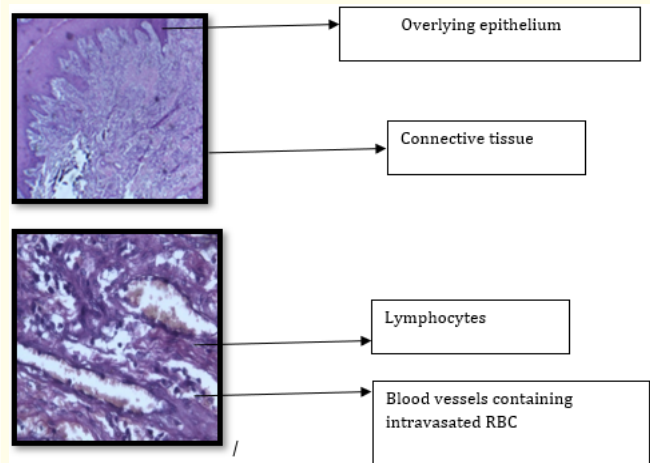 Overlying epithelium
Connective tissue
Lymphocytes
Blood vessels containing
intravasated RBC
/